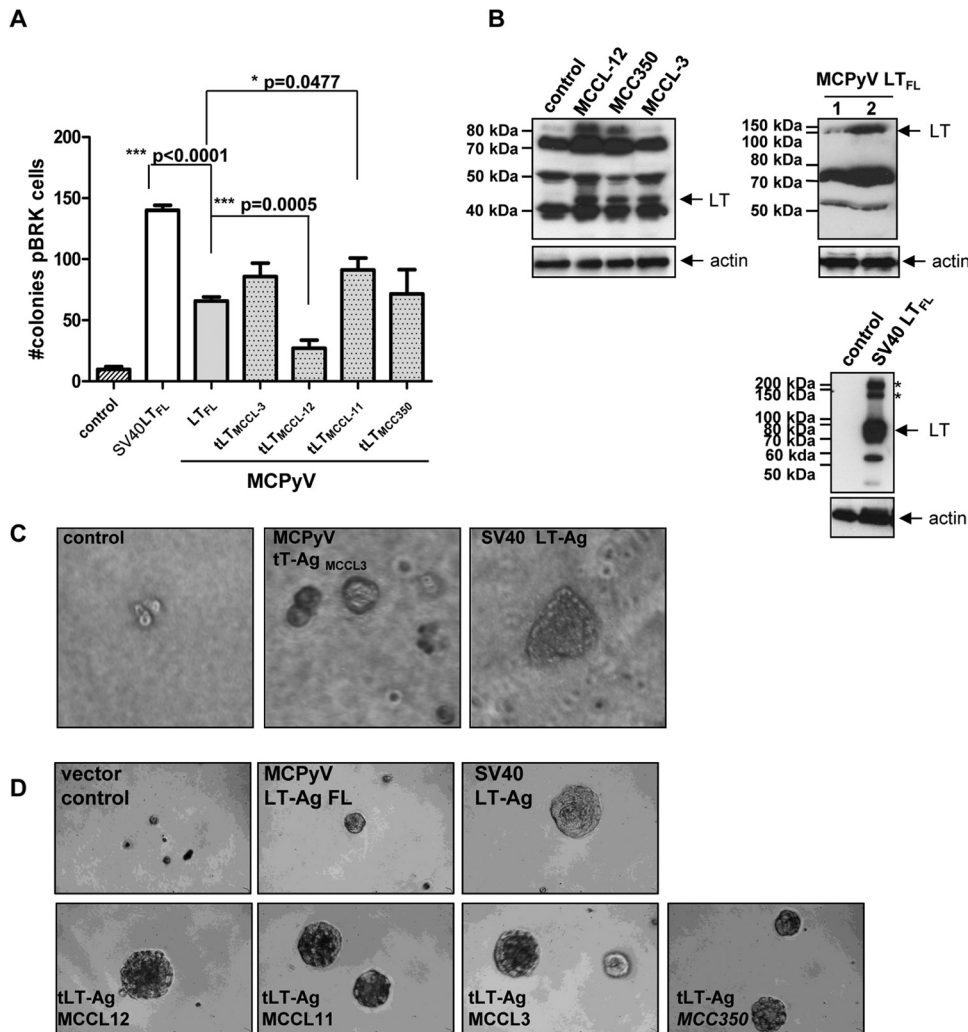 A
#colonies pBRK cells
200
150
100
50
0
* p=0.0477
*** p<0.0001
*** p=0.0005
control
SV40LTFL
LTFL
tLTMCCL-3
tLTMCCL-12
tLTMCCL-11
tLTMCC350
MCPyV
B
control
MCCL-12
MCC350
MCCL-3
80 kDa
70 kDa
50 kDa
40 kDa
LT
actin
MCPyV LTFL
1 2
150 kDa
100 kDa
80 kDa
70 kDa
50 kDa
LT
actin
control
SV40 LTFL
200 kDa
150 kDa
100 kDa
80 kDa
70 kDa
60 kda
50 kDa
*
*
LT
actin
C
control
MCPyV
tT-Ag MCCL3
SV40 LT-Ag
D
vector
control
MCPyV
LT-Ag FL
SV40
LT-Ag
tLT-Ag
MCCL12
tLT-Ag
MCCL11
tLT-Ag
MCCL3
tLT-Ag
MCC350